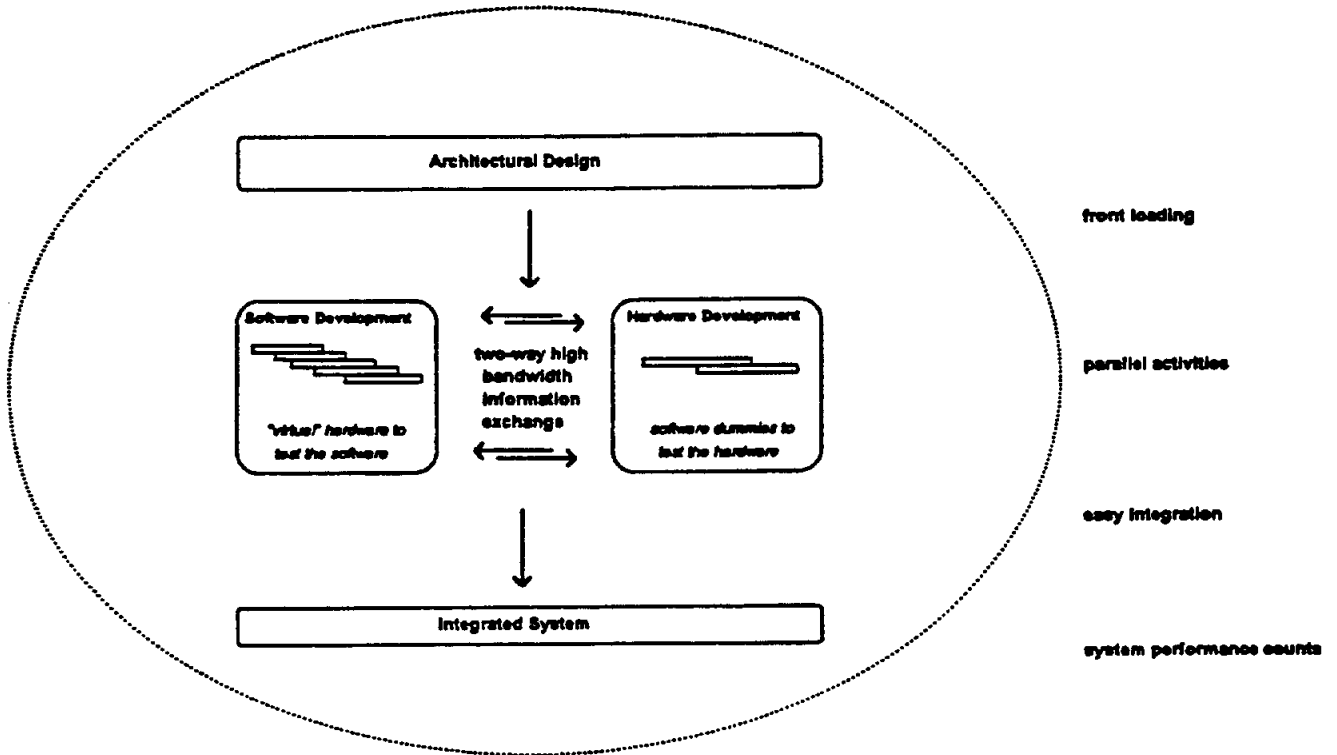 Architectural Design
front loading
Software Development
Hardware Development
two-way high
bandwidth
information
exchange
parallel activities
"virtual" hardware to
test the software
software dummies to
test the hardware
easy integration
Integrated System
system performance counts